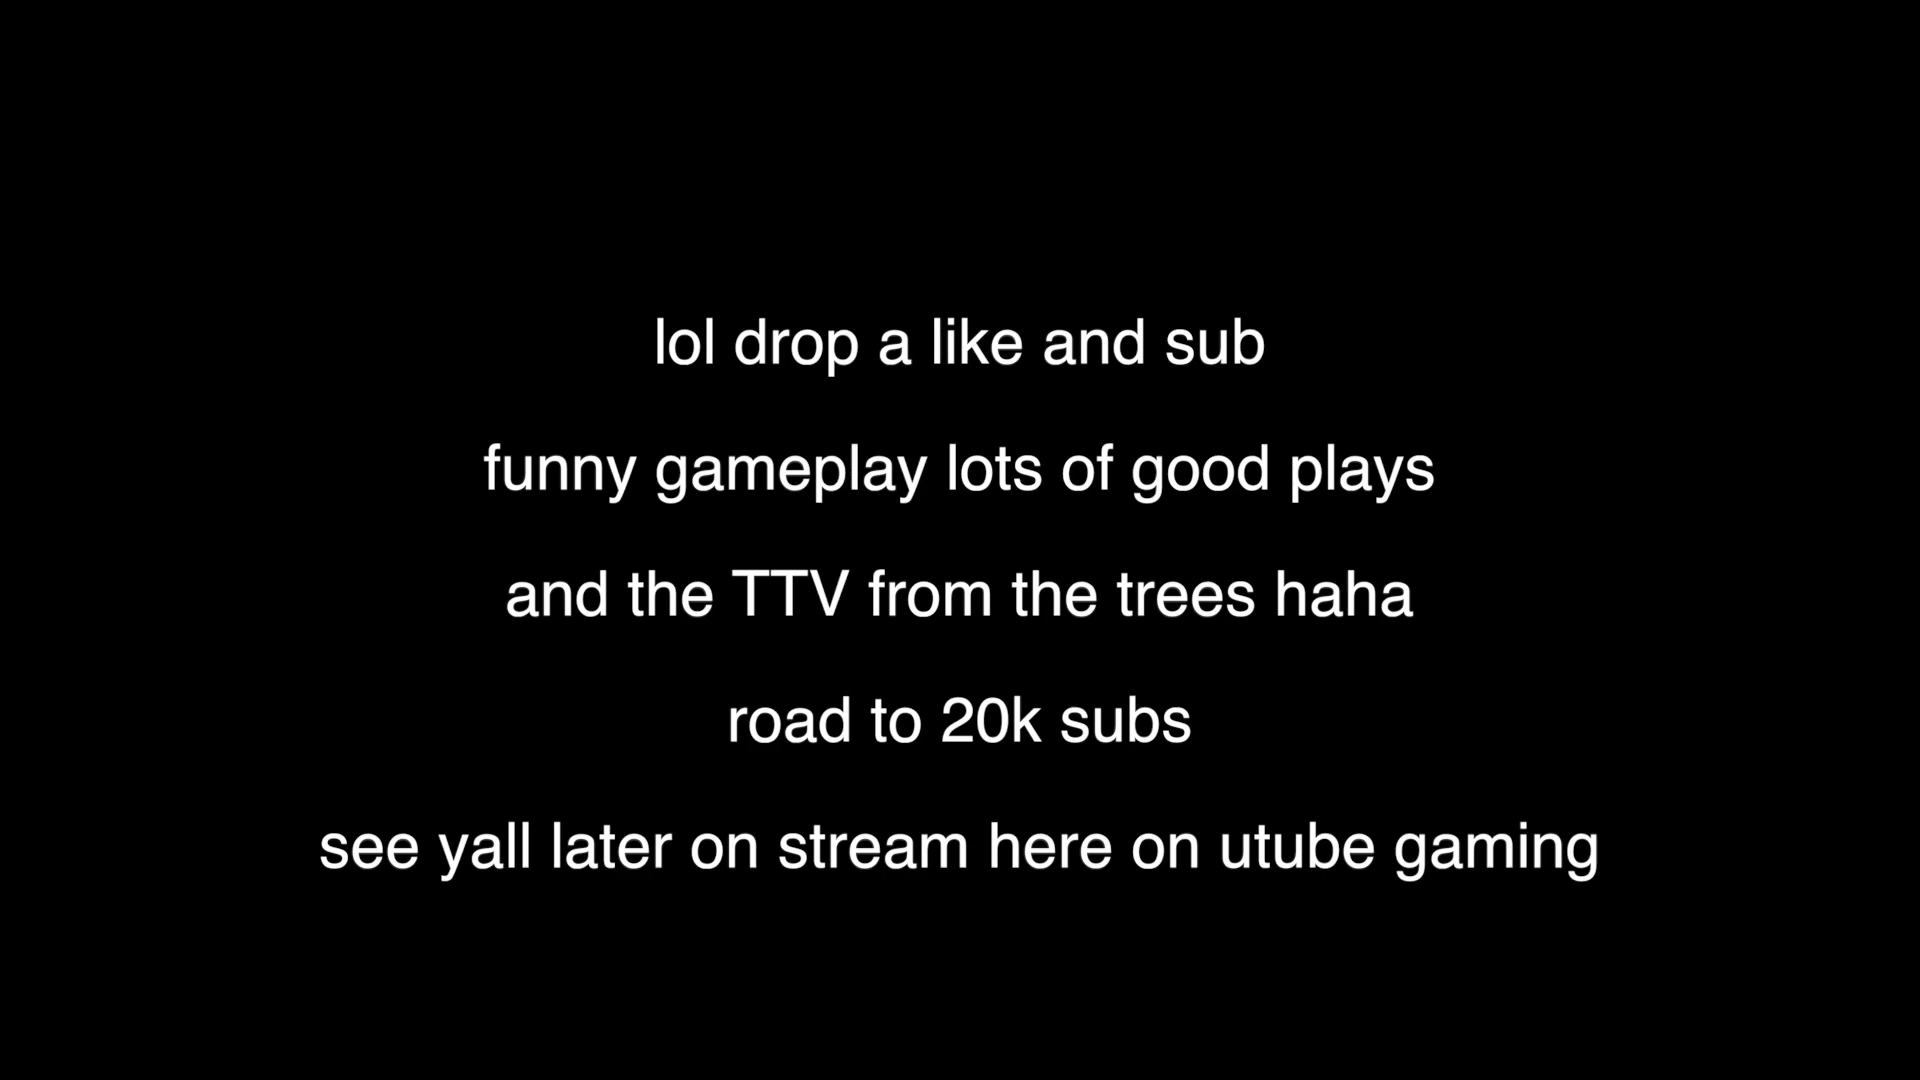 lol drop a like and sub
funny gameplay lots of good plays
and the TTV from the trees haha
road to 20k subs
see yall later on stream here on utube gaming